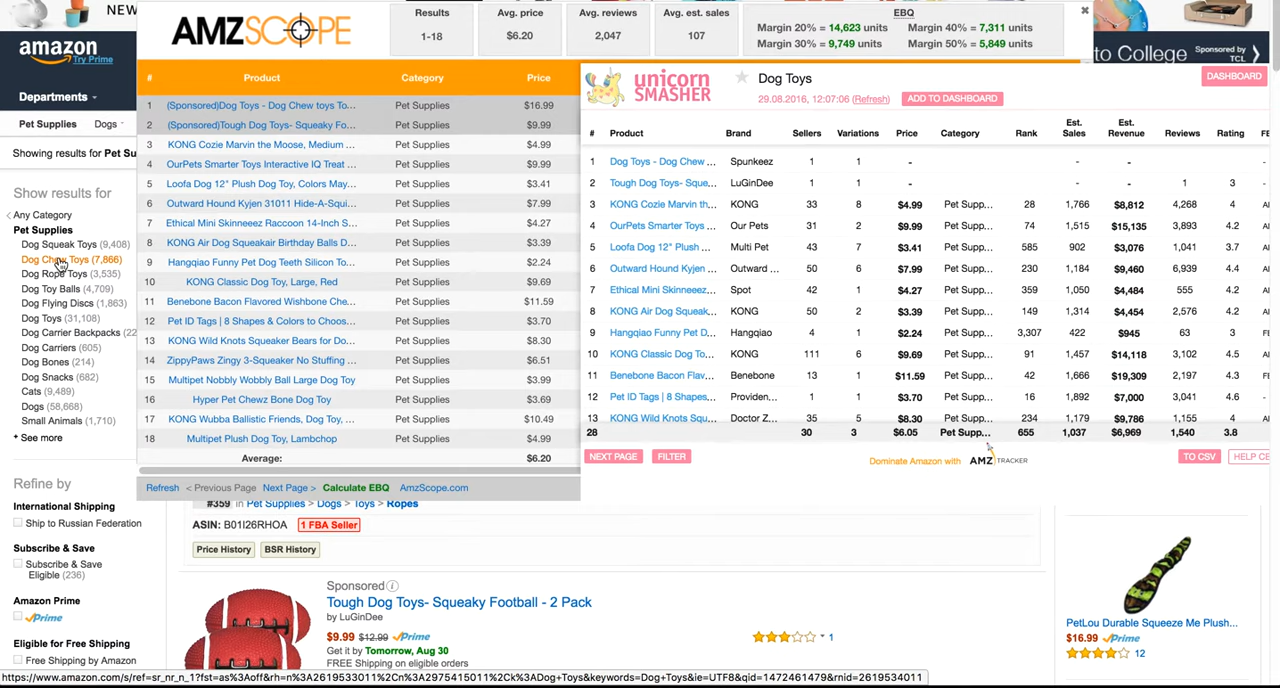 NEW
amazon
Try Prime
Departments
Pet Supplies Dogs
Showing results for Pet Su
Show results for
Any Category
Pet Supplies
Dog Squeak Toys (9,408)
Dog Chew Toys (7,866)
Dog Rope Toys (3,535)
Dog Toy Balls (4,709)
Dog Flying Discs (1,863)
Dog Toys (31,108)
Dog Carrier Backpacks (22
Dog Carriers (605)
Dog Bones (214)
Dog Snacks (682)
Cats (9,489)
Dogs (58,668)
Small Animals (1,710)
+ See more
Refine by
International Shipping
Ship to Russian Federation
Subscribe & Save
Subscribe & Save
Eligible (236)
Amazon Prime
Prime
Eligible for Free Shipping
Free Shipping by Amazon
AMZSCOPE
Results
1-18
Avg. price
$6.20
Avg. reviews
2,047
Avg. est. sales
107
EBQ
Margin 20% = 14,623 units Margin 40% = 7,311 units
Margin 30% = 9,749 units Margin 50% = 5,849 units
# Product Category Price
1 (Sponsored)Dog Toys - Dog Chew toys To... Pet Supplies $16.99
2 (Sponsored)Tough Dog Toys- Squeaky Fo... Pet Supplies $9.99
3 KONG Cozie Marvin the Moose, Medium ... Pet Supplies $4.99
4 OurPets Smarter Toys Interactive IQ Treat ... Pet Supplies $9.99
5 Loofa Dog 12" Plush Dog Toy, Colors May... Pet Supplies $3.41
6 Outward Hound Kyjen 31011 Hide-A-Squi... Pet Supplies $7.99
7 Ethical Mini Skinneeez Raccoon 14-Inch S... Pet Supplies $4.27
8 KONG Air Dog Squeakair Birthday Balls D... Pet Supplies $3.39
9 Hangqiao Funny Pet Dog Teeth Silicon To... Pet Supplies $2.24
10 KONG Classic Dog Toy, Large, Red Pet Supplies $9.69
11 Benebone Bacon Flavored Wishbone Che... Pet Supplies $11.59
12 Pet ID Tags | 8 Shapes & Colors to Choos... Pet Supplies $3.70
13 KONG Wild Knots Squeaker Bears for Do... Pet Supplies $8.30
14 ZippyPaws Zingy 3-Squeaker No Stuffing ... Pet Supplies $6.51
15 Multipet Nobbly Wobbly Ball Large Dog Toy Pet Supplies $3.99
16 Hyper Pet Chewz Bone Dog Toy Pet Supplies $3.69
17 KONG Wubba Ballistic Friends, Dog Toy, ... Pet Supplies $10.49
18 Multipet Plush Dog Toy, Lambchop Pet Supplies $4.99
Average: $6.20
Refresh < Previous Page Next Page > Calculate EBQ AmzScope.com
to College
Sponsored by
TCL
unicorn
SMASHER
Dog Toys
29.08.2016, 12:07:06 (Refresh)
ADD TO DASHBOARD
DASHBOARD
# Product Brand Sellers Variations Price Category Rank Est. Sales Est. Revenue Reviews Rating FE
1 Dog Toys - Dog Chew ... Spunkeez 1 1 - - - -
2 Tough Dog Toys- Sque... LuGinDee 1 1 - - - 1 3 -
3 KONG Cozie Marvin th... KONG 33 8 $4.99 Pet Supp... 28 1,766 $8,812 4,268 4 AI
4 OurPets Smarter Toys ... Our Pets 31 2 $9.99 Pet Supp... 74 1,515 $15,135 3,893 4.2 AI
5 Loofa Dog 12" Plush ... Multi Pet 43 7 $3.41 Pet Supp... 585 902 $3,076 1,041 3.7 AI
6 Outward Hound Kyjen ... Outward ... 50 6 $7.99 Pet Supp... 230 1,184 $9,460 6,939 4.4 AI
7 Ethical Mini Skinneeez... Spot 42 1 $4.27 Pet Supp... 359 1,050 $4,484 555 4.2 AI
8 KONG Air Dog Squeak... KONG 50 2 $3.39 Pet Supp... 149 1,314 $4,454 2,576 4.2 AI
9 Hangqiao Funny Pet D... Hangqiao 4 1 $2.24 Pet Supp... 3,307 422 $945 63 3 FE
10 KONG Classic Dog To... KONG 111 6 $9.69 Pet Supp... 91 1,457 $14,118 3,102 4.5 AI
11 Benebone Bacon Flav... Benebone 13 1 $11.59 Pet Supp... 42 1,666 $19,309 2,197 4.3 AI
12 Pet ID Tags | 8 Shapes... Providen... 1 1 $3.70 Pet Supp... 16 1,892 $7,000 3,041 4.6 -
13 KONG Wild Knots Squ... Doctor Z... 35 5 $8.30 Pet Supp... 234 1,179 $9,786 1,155 4 AI
28 30 3 $6.05 Pet Supp... 655 1,037 $6,969 1,540 3.8
NEXT PAGE FILTER
Dominate Amazon with AMZ TRACKER
TO CSV HELP CE
#359 in Pet Supplies > Dogs > Toys > Ropes
ASIN: B01I26RHOA 1 FBA Seller
Price History BSR History
Sponsored
Tough Dog Toys- Squeaky Football - 2 Pack
by LuGinDee
$9.99 $12.99 Prime
Get it by Tomorrow, Aug 30
FREE Shipping on eligible orders
1
PetLou Durable Squeeze Me Plush...
$16.99 Prime
12
https://www.amazon.com/s/ref=sr_nr_n_1?fst=as%3Aoff&rh=n%3A2619533011%2Cn%3A2975415011%2Ck%3ADog+Toys&keywords=Dog+Toys&ie=UTF8&qid=1472461479&rnid=2619534011